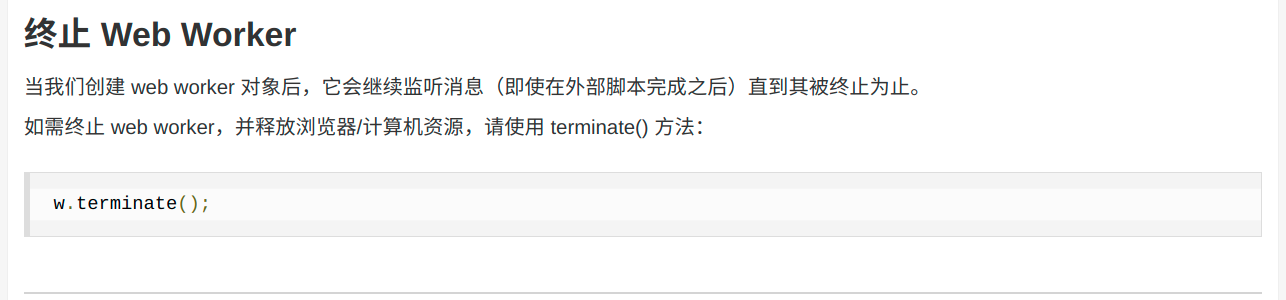 终止 Web Worker
当我们创建 web worker 对象后，它会继续监听消息（即使在外部脚本完成之后）直到其被终止为止。
如需终止 web worker，并释放浏览器/计算机资源，请使用 terminate() 方法：
w.terminate();